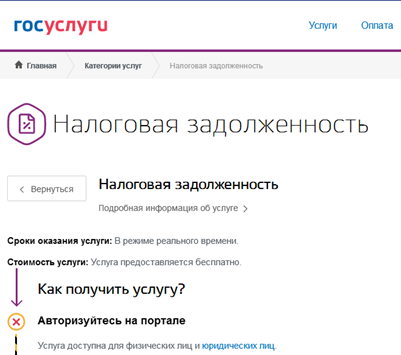 госуслуги
Услуги Оплата
Главная Категории услуг Налоговая задолженность
Налоговая задолженность
Вернуться
Налоговая задолженность
Подробная информация об услуге
Сроки оказания услуги: В режиме реального времени.
Стоимость услуги: Услуга предоставляется бесплатно.
Как получить услугу?
Авторизуйтесь на портале
Услуга доступна для физических лиц и юридических лиц.